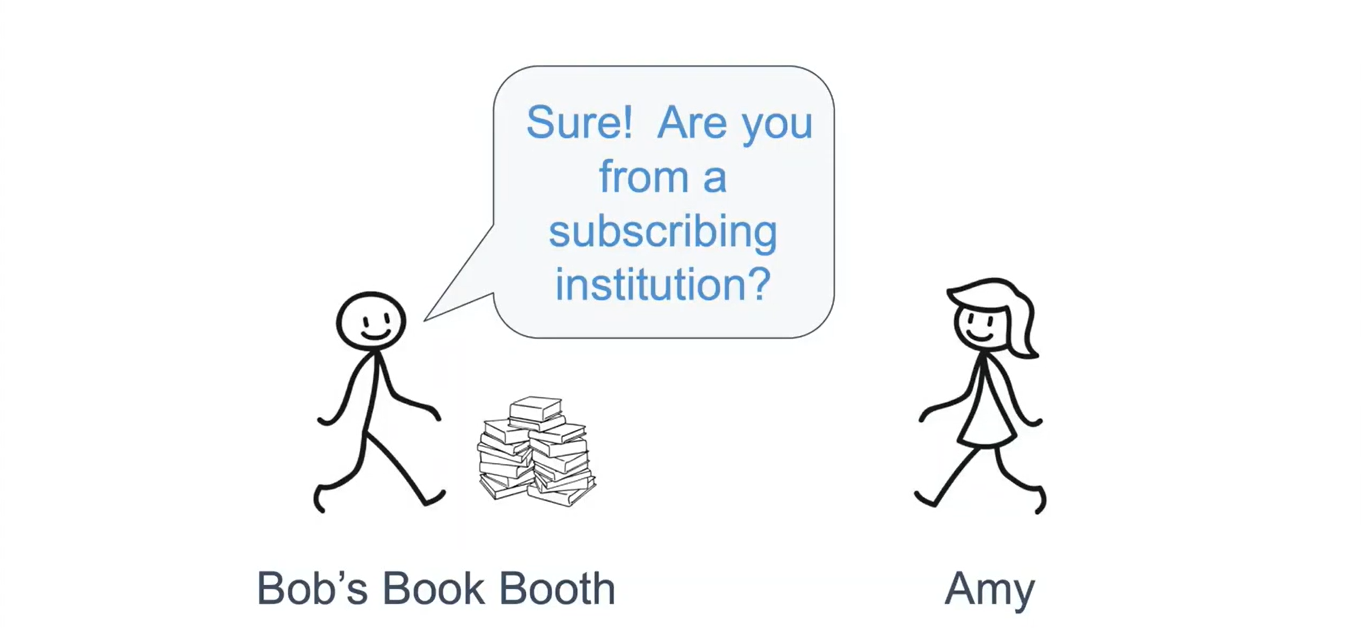 Sure!  Are you
from a
subscribing
institution?
Bob’s Book Booth
Amy